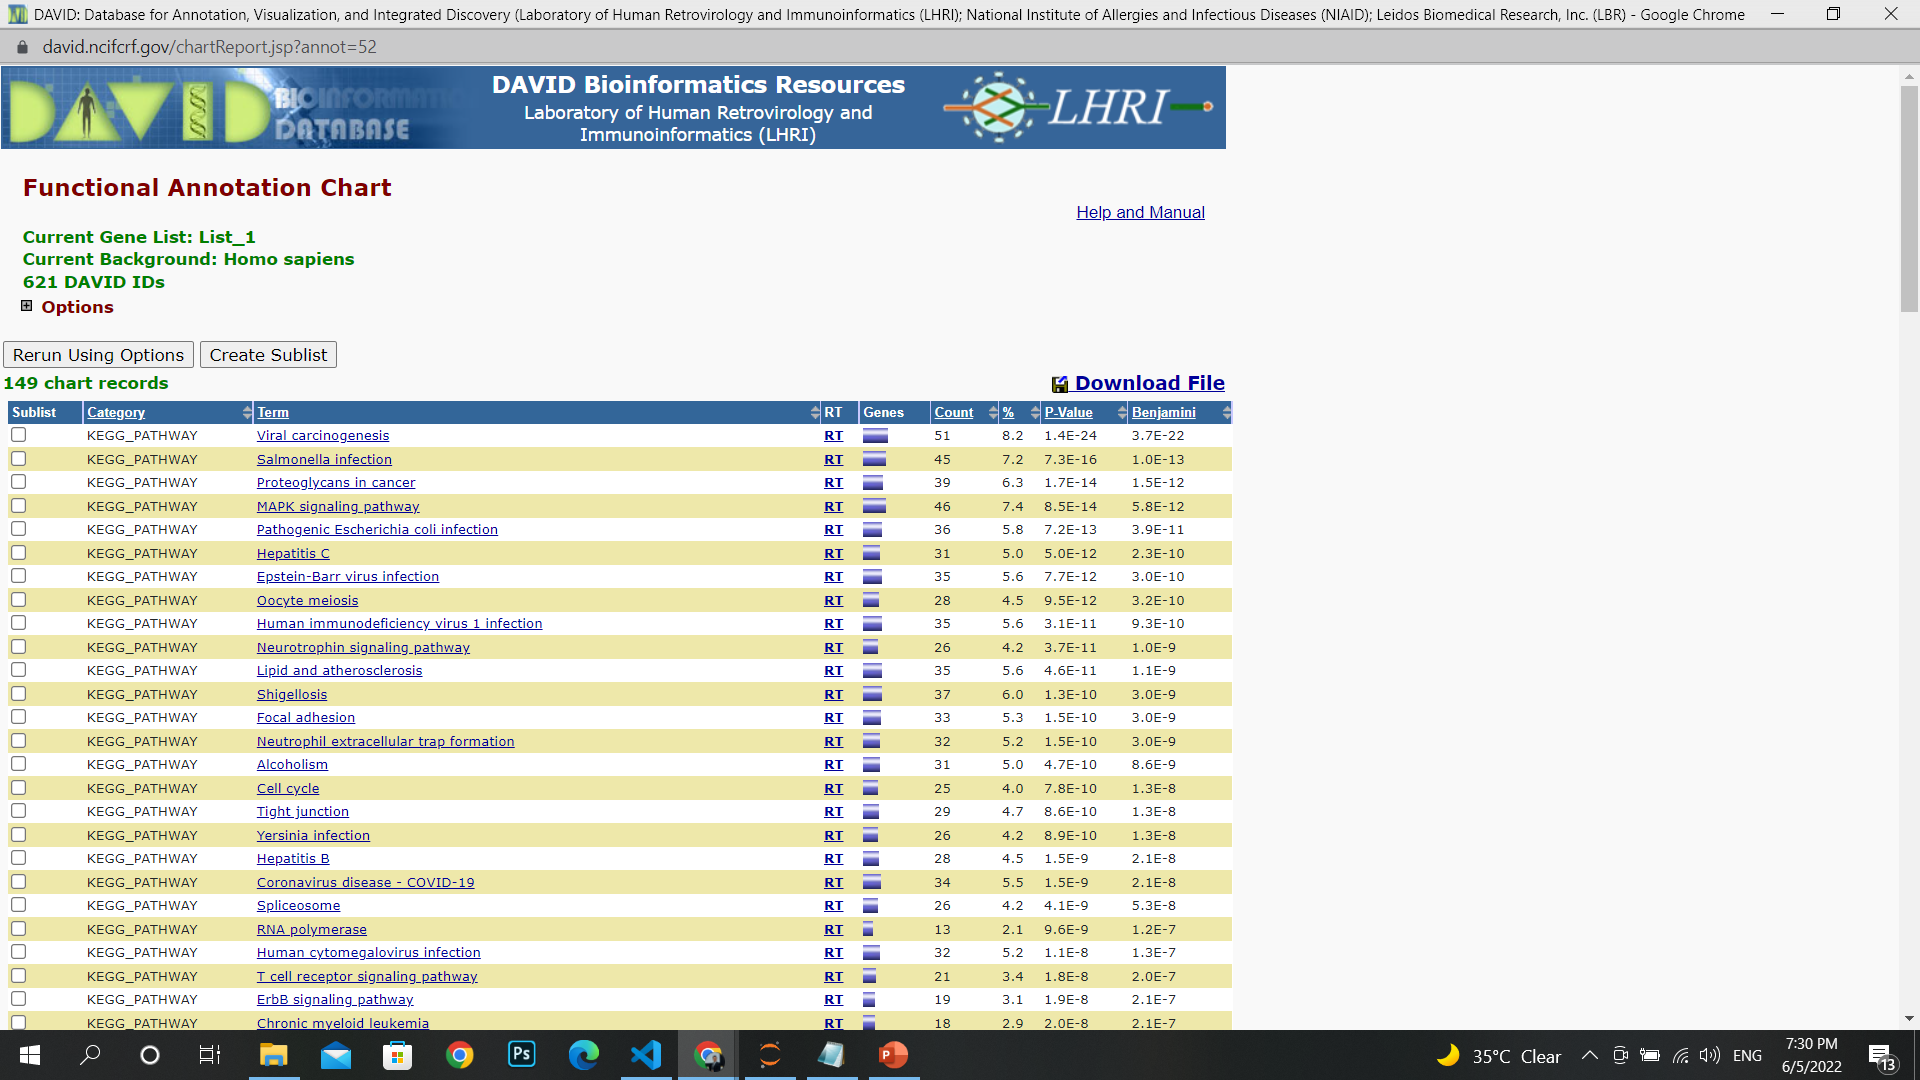 DAVID: Database for Annotation, Visualization, and Integrated Discovery (Laboratory of Human Retrovirology and Immunoinformatics (LHRI); National Institute of Allergies and Infectious Diseases (NIAID); Leidos Biomedical Research, Inc. (LBR) - Google Chrome
david.ncifcrf.gov/chartReport.jsp?annot=52
DAVID BIOINFORMATICS DATABASE
DAVID Bioinformatics Resources
Laboratory of Human Retrovirology and
Immunoinformatics (LHRI)
LHRI
Functional Annotation Chart
Help and Manual
Current Gene List: List_1
Current Background: Homo sapiens
621 DAVID IDs
Options
Rerun Using Options Create Sublist
149 chart records Download File
Sublist Category Term RT Genes Count % P-Value Benjamini
KEGG_PATHWAY Viral carcinogenesis RT 51 8.2 1.4E-24 3.7E-22
KEGG_PATHWAY Salmonella infection RT 45 7.2 7.3E-16 1.0E-13
KEGG_PATHWAY Proteoglycans in cancer RT 39 6.3 1.7E-14 1.5E-12
KEGG_PATHWAY MAPK signaling pathway RT 46 7.4 8.5E-14 5.8E-12
KEGG_PATHWAY Pathogenic Escherichia coli infection RT 36 5.8 7.2E-13 3.9E-11
KEGG_PATHWAY Hepatitis C RT 31 5.0 5.0E-12 2.3E-10
KEGG_PATHWAY Epstein-Barr virus infection RT 35 5.6 7.7E-12 3.0E-10
KEGG_PATHWAY Oocyte meiosis RT 28 4.5 9.5E-12 3.2E-10
KEGG_PATHWAY Human immunodeficiency virus 1 infection RT 35 5.6 3.1E-11 9.3E-10
KEGG_PATHWAY Neurotrophin signaling pathway RT 26 4.2 3.7E-11 1.0E-9
KEGG_PATHWAY Lipid and atherosclerosis RT 35 5.6 4.6E-11 1.1E-9
KEGG_PATHWAY Shigellosis RT 37 6.0 1.3E-10 3.0E-9
KEGG_PATHWAY Focal adhesion RT 33 5.3 1.5E-10 3.0E-9
KEGG_PATHWAY Neutrophil extracellular trap formation RT 32 5.2 1.5E-10 3.0E-9
KEGG_PATHWAY Alcoholism RT 31 5.0 4.7E-10 8.6E-9
KEGG_PATHWAY Cell cycle RT 25 4.0 7.8E-10 1.3E-8
KEGG_PATHWAY Tight junction RT 29 4.7 8.6E-10 1.3E-8
KEGG_PATHWAY Yersinia infection RT 26 4.2 8.9E-10 1.3E-8
KEGG_PATHWAY Hepatitis B RT 28 4.5 1.5E-9 2.1E-8
KEGG_PATHWAY Coronavirus disease - COVID-19 RT 34 5.5 1.5E-9 2.1E-8
KEGG_PATHWAY Spliceosome RT 26 4.2 4.1E-9 5.3E-8
KEGG_PATHWAY RNA polymerase RT 13 2.1 9.6E-9 1.2E-7
KEGG_PATHWAY Human cytomegalovirus infection RT 32 5.2 1.1E-8 1.3E-7
KEGG_PATHWAY T cell receptor signaling pathway RT 21 3.4 1.8E-8 2.0E-7
KEGG_PATHWAY ErbB signaling pathway RT 19 3.1 1.9E-8 2.1E-7
KEGG_PATHWAY Chronic myeloid leukemia RT 18 2.9 2.0E-8 2.1E-7
Ps P 35°C Clear ENG 7:30 PM
6/5/2022
13